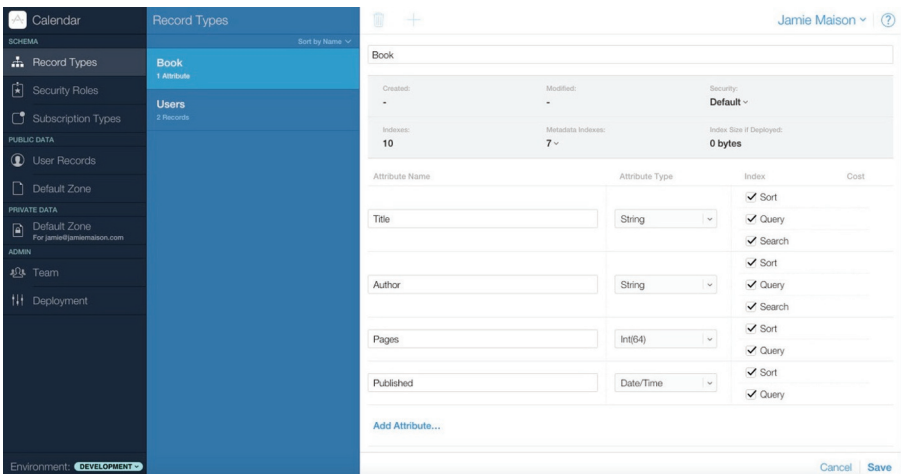 Calendar
SCHEMA
Record Types
Security Roles
Subscription Types
PUBLIC DATA
User Records
Default Zone
PRIVATE DATA
Default Zone
For jamie@jamiemaison.com
ADMIN
Team
Deployment
Environment: DEVELOPMENT
Record Types
Sort by Name
Book
1 Attribute
Users
2 Records
Jamie Maison ?
Book
Created: Modified: Security:
- - Default
Indexes: Metadata Indexes: Index Size if Deployed:
10 7 0 bytes
Attribute Name Attribute Type Index Cost
Sort
Title String Query
Search
Sort
Author String Query
Search
Sort
Pages Int(64)
Query
Sort
Published Date/Time
Query
Add Attribute...
Cancel Save